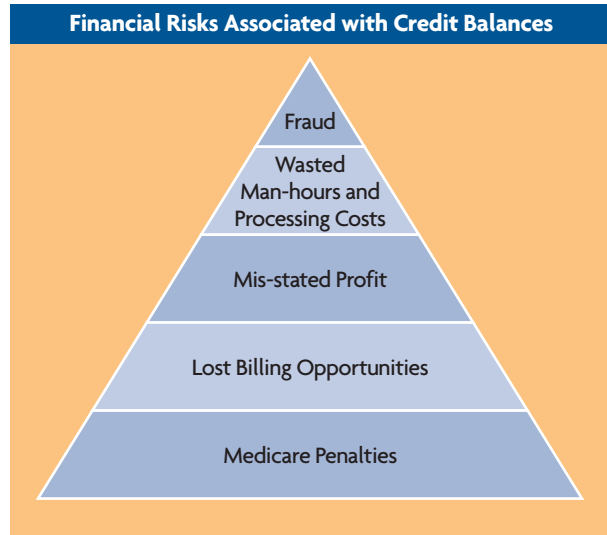 Financial Risks Associated with Credit Balances
Fraud
Wasted
Man-hours and
Processing Costs
Mis-stated Profit
Lost Billing Opportunities
Medicare Penalties